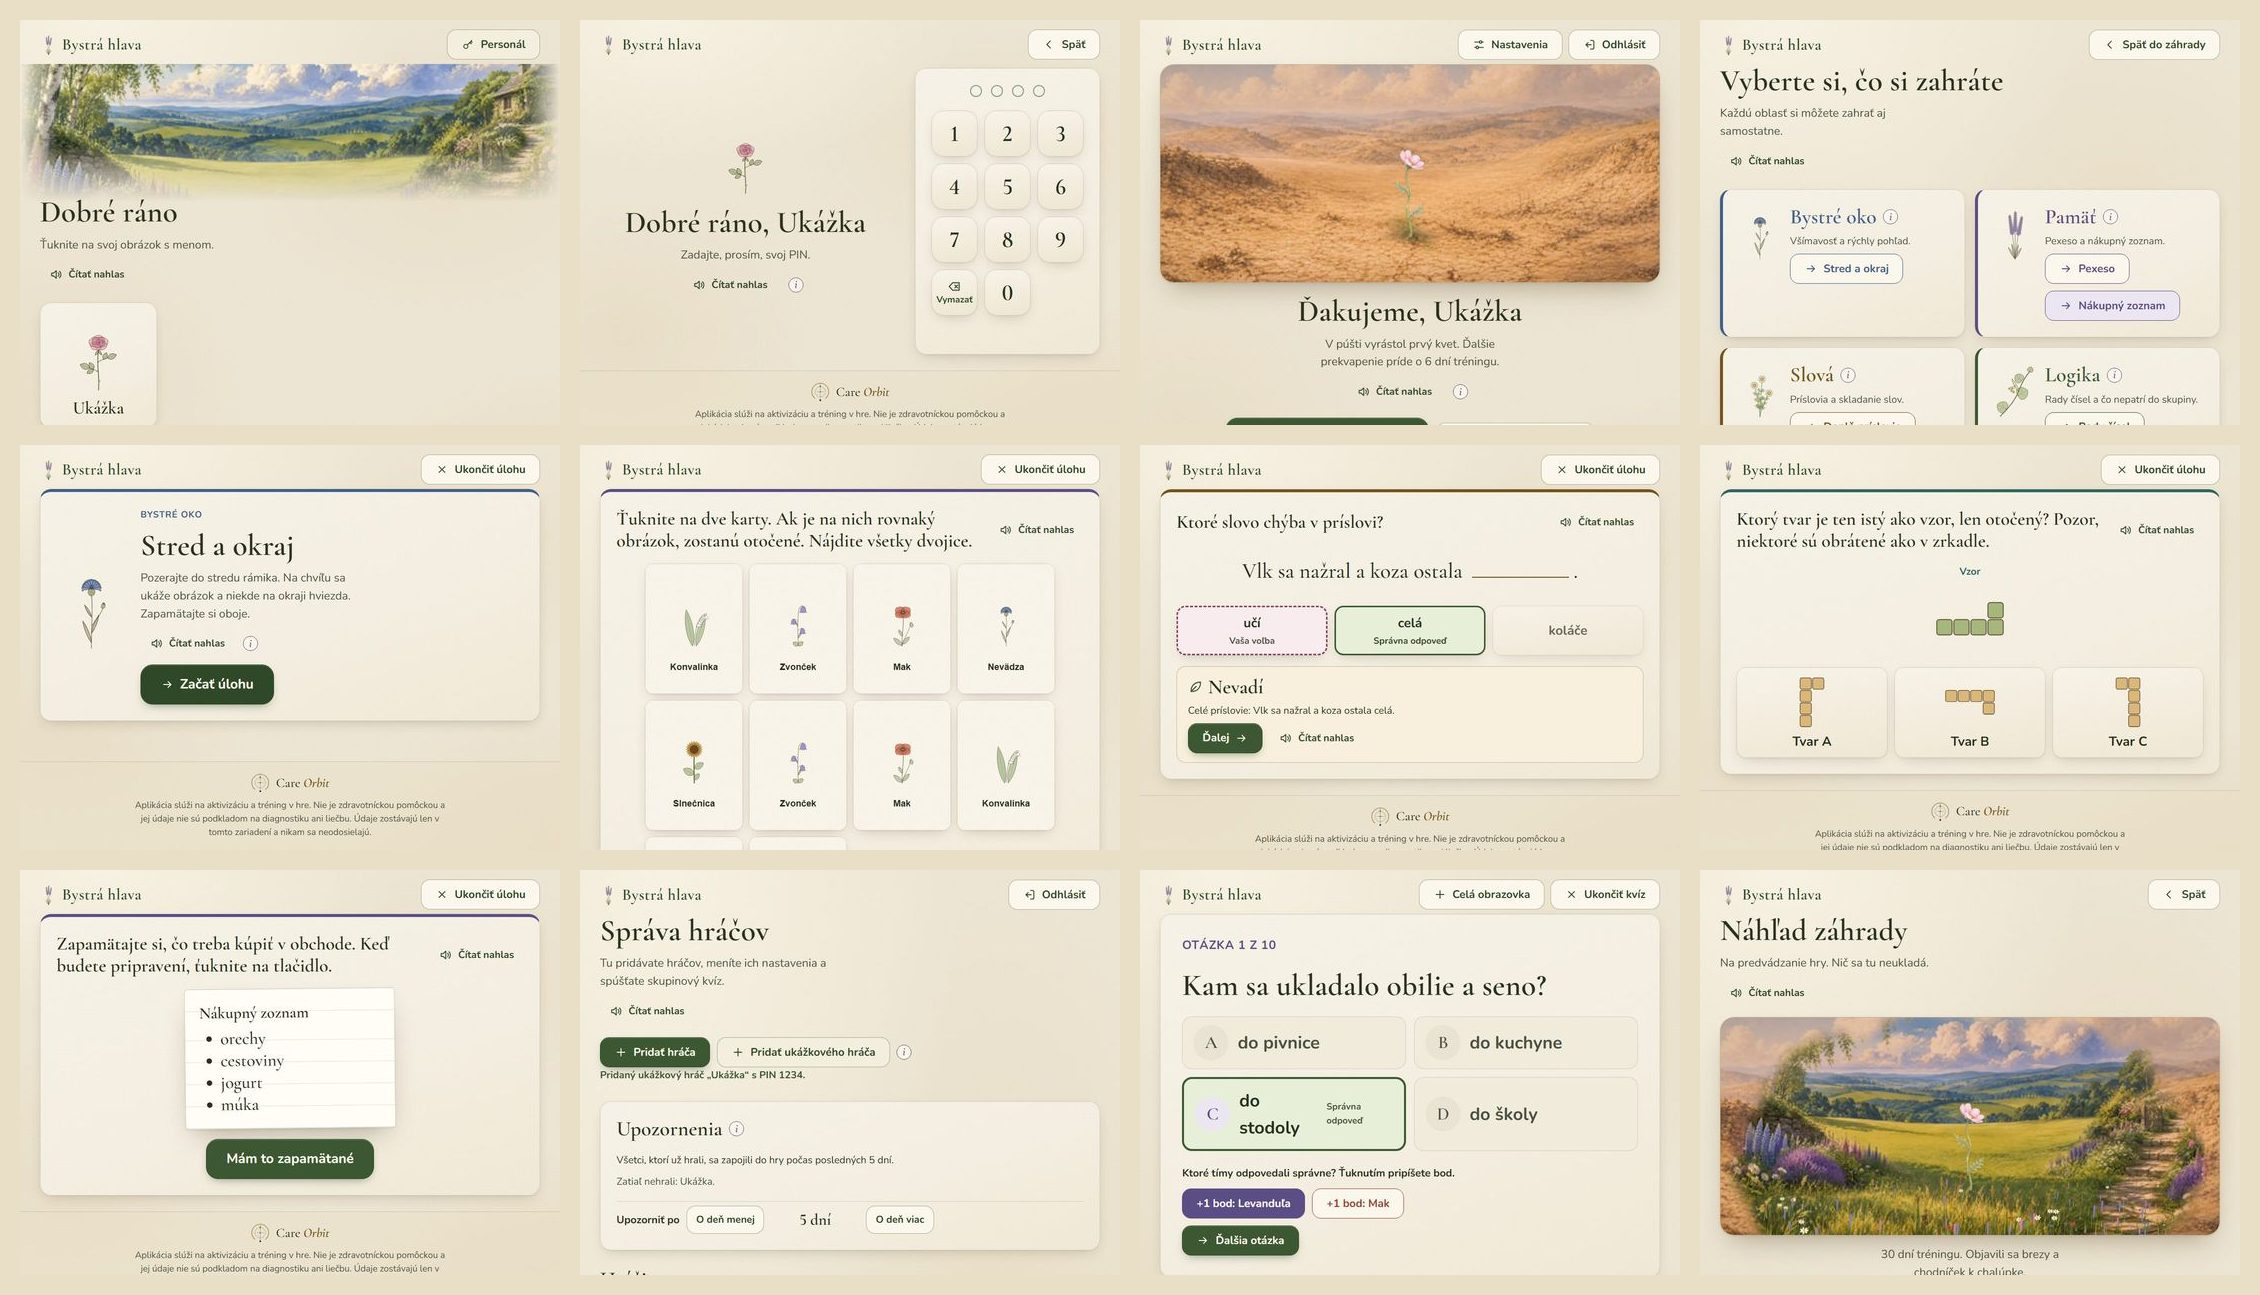 Bystrá hlava
Personál
Dobré ráno
Ťuknite na svoj obrázok s menom.
Čítať nahlas
Ukážka
Bystrá hlava
Späť
Dobré ráno, Ukážka
Zadajte, prosím, svoj PIN.
Čítať nahlas
1 2 3
4 5 6
7 8 9
Vymazať 0
Care Orbit
Aplikácia slúži na aktivizáciu a tréning v hre. Nie je zdravotníckou pomôckou a
Bystrá hlava
Nastavenia
Odhlásiť
Ďakujeme, Ukážka
V púšti vyrástol prvý kvet. Ďalšie
prekvapenie príde o 6 dní tréningu.
Čítať nahlas
Bystrá hlava
Späť do záhrady
Vyberte si, čo si zahráte
Každú oblasť si môžete zahrať aj
samostatne.
Čítať nahlas
Bystré oko
Všímavosť a rýchly pohľad.
Stred a okraj
Pamäť
Pexeso a nákupný zoznam.
Pexeso
Nákupný zoznam
Slová
Príslovia a skladanie slov.
Logika
Rady čísel a čo nepatrí do skupiny.
Bystrá hlava
Ukončiť úlohu
BYSTRÉ OKO
Stred a okraj
Pozerajte do stredu rámika. Na chvíľu sa
ukáže obrázok a niekde na okraji hviezda.
Zapamätajte si oboje.
Čítať nahlas
Začať úlohu
Care Orbit
Aplikácia slúži na aktivizáciu a tréning v hre. Nie je zdravotníckou pomôckou a
jej údaje nie sú podkladom na diagnostiku ani liečbu. Údaje zostávajú len v
tomto zariadení a nikam sa neodosielajú.
Bystrá hlava
Ukončiť úlohu
Ťuknite na dve karty. Ak je na nich rovnaký
obrázok, zostanú otočené. Nájdite všetky dvojice.
Čítať nahlas
Konvalinka Zvonček Mak Nevädza
Slnečnica Zvonček Mak Konvalinka
Bystrá hlava
Ukončiť úlohu
Ktoré slovo chýba v prísloví?
Čítať nahlas
Vlk sa nažral a koza ostala ________ .
učí
Vaša voľba
celá
Správna odpoveď
koláče
Nevadí
Celé príslovie: Vlk sa nažral a koza ostala celá.
Ďalej
Čítať nahlas
Care Orbit
Aplikácia slúži na aktivizáciu a tréning v hre. Nie je zdravotníckou pomôckou a
Bystrá hlava
Ukončiť úlohu
Ktorý tvar je ten istý ako vzor, len otočený? Pozor,
niektoré sú obrátené ako v zrkadle.
Čítať nahlas
Vzor
Tvar A Tvar B Tvar C
Care Orbit
Aplikácia slúži na aktivizáciu a tréning v hre. Nie je zdravotníckou pomôckou a
jej údaje nie sú podkladom na diagnostiku ani liečbu. Údaje zostávajú len v
Bystrá hlava
Ukončiť úlohu
Zapamätajte si, čo treba kúpiť v obchode. Keď
budete pripravení, ťuknite na tlačidlo.
Čítať nahlas
Nákupný zoznam
• orechy
• cestoviny
• jogurt
• múka
Mám to zapamätané
Care Orbit
Aplikácia slúži na aktivizáciu a tréning v hre. Nie je zdravotníckou pomôckou a
jej údaje nie sú podkladom na diagnostiku ani liečbu. Údaje zostávajú len v
Bystrá hlava
Odhlásiť
Správa hráčov
Tu pridávate hráčov, meníte ich nastavenia a
spúšťate skupinový kvíz.
Čítať nahlas
Pridať hráča
Pridať ukážkového hráča
Pridaný ukážkový hráč „Ukážka“ s PIN 1234.
Upozornenia
Všetci, ktorí už hrali, sa zapojili do hry počas posledných 5 dní.
Zatiaľ nehrali: Ukážka.
Upozorniť po
O deň menej
5 dní
O deň viac
Bystrá hlava
Celá obrazovka
Ukončiť kvíz
OTÁZKA 1 Z 10
Kam sa ukladalo obilie a seno?
A do pivnice
B do kuchyne
C do stodoly
Správna odpoveď
D do školy
Ktoré tímy odpovedali správne? Ťuknutím pripíšete bod.
+1 bod: Levanduľa
+1 bod: Mak
Ďalšia otázka
Bystrá hlava
Späť
Náhľad záhrady
Na predvádzanie hry. Nič sa tu neukladá.
Čítať nahlas
30 dní tréningu. Objavili sa brezy a
chodníček k chalúpke.